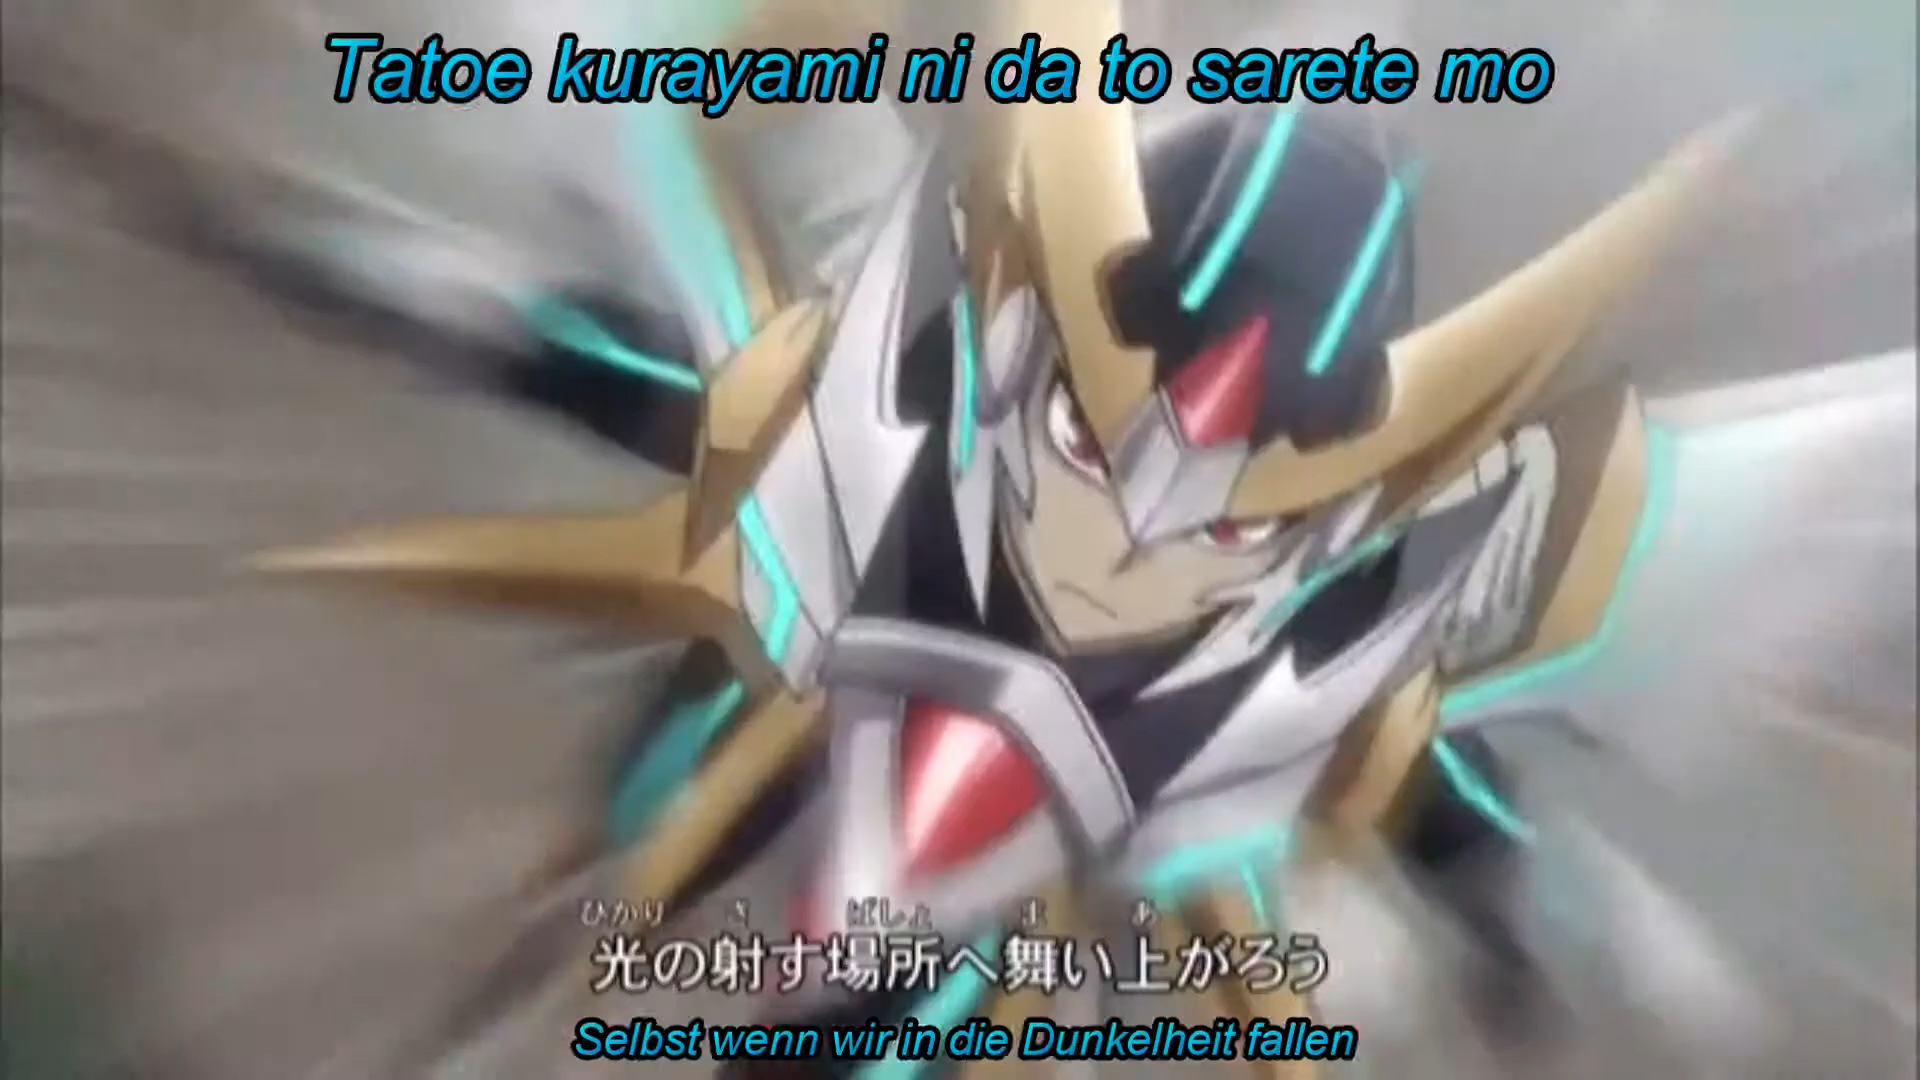 Tatoe kurayami ni da to sarete mo
ひかり さ ばしょ ま あ
光の射す場所へ舞い上がろう
Selbst wenn wir in die Dunkelheit fallen